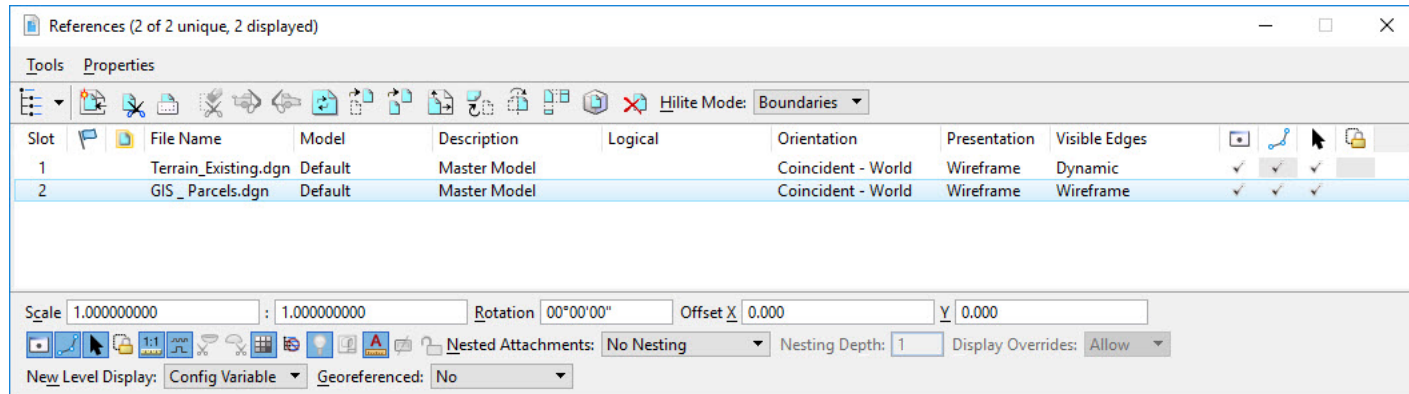 References (2 of 2 unique, 2 displayed)
Tools Properties
Hilite Mode: Boundaries
Slot File Name Model Description Logical Orientation Presentation Visible Edges
1 Terrain_Existing.dgn Default Master Model Coincident - World Wireframe Dynamic
2 GIS _ Parcels.dgn Default Master Model Coincident - World Wireframe Wireframe
Scale 1.000000000 : 1.000000000 Rotation 00°00'00" Offset X 0.000 Y 0.000
1:1 A Nested Attachments: No Nesting Nesting Depth: 1 Display Overrides: Allow
New Level Display: Config Variable Georeferenced: No